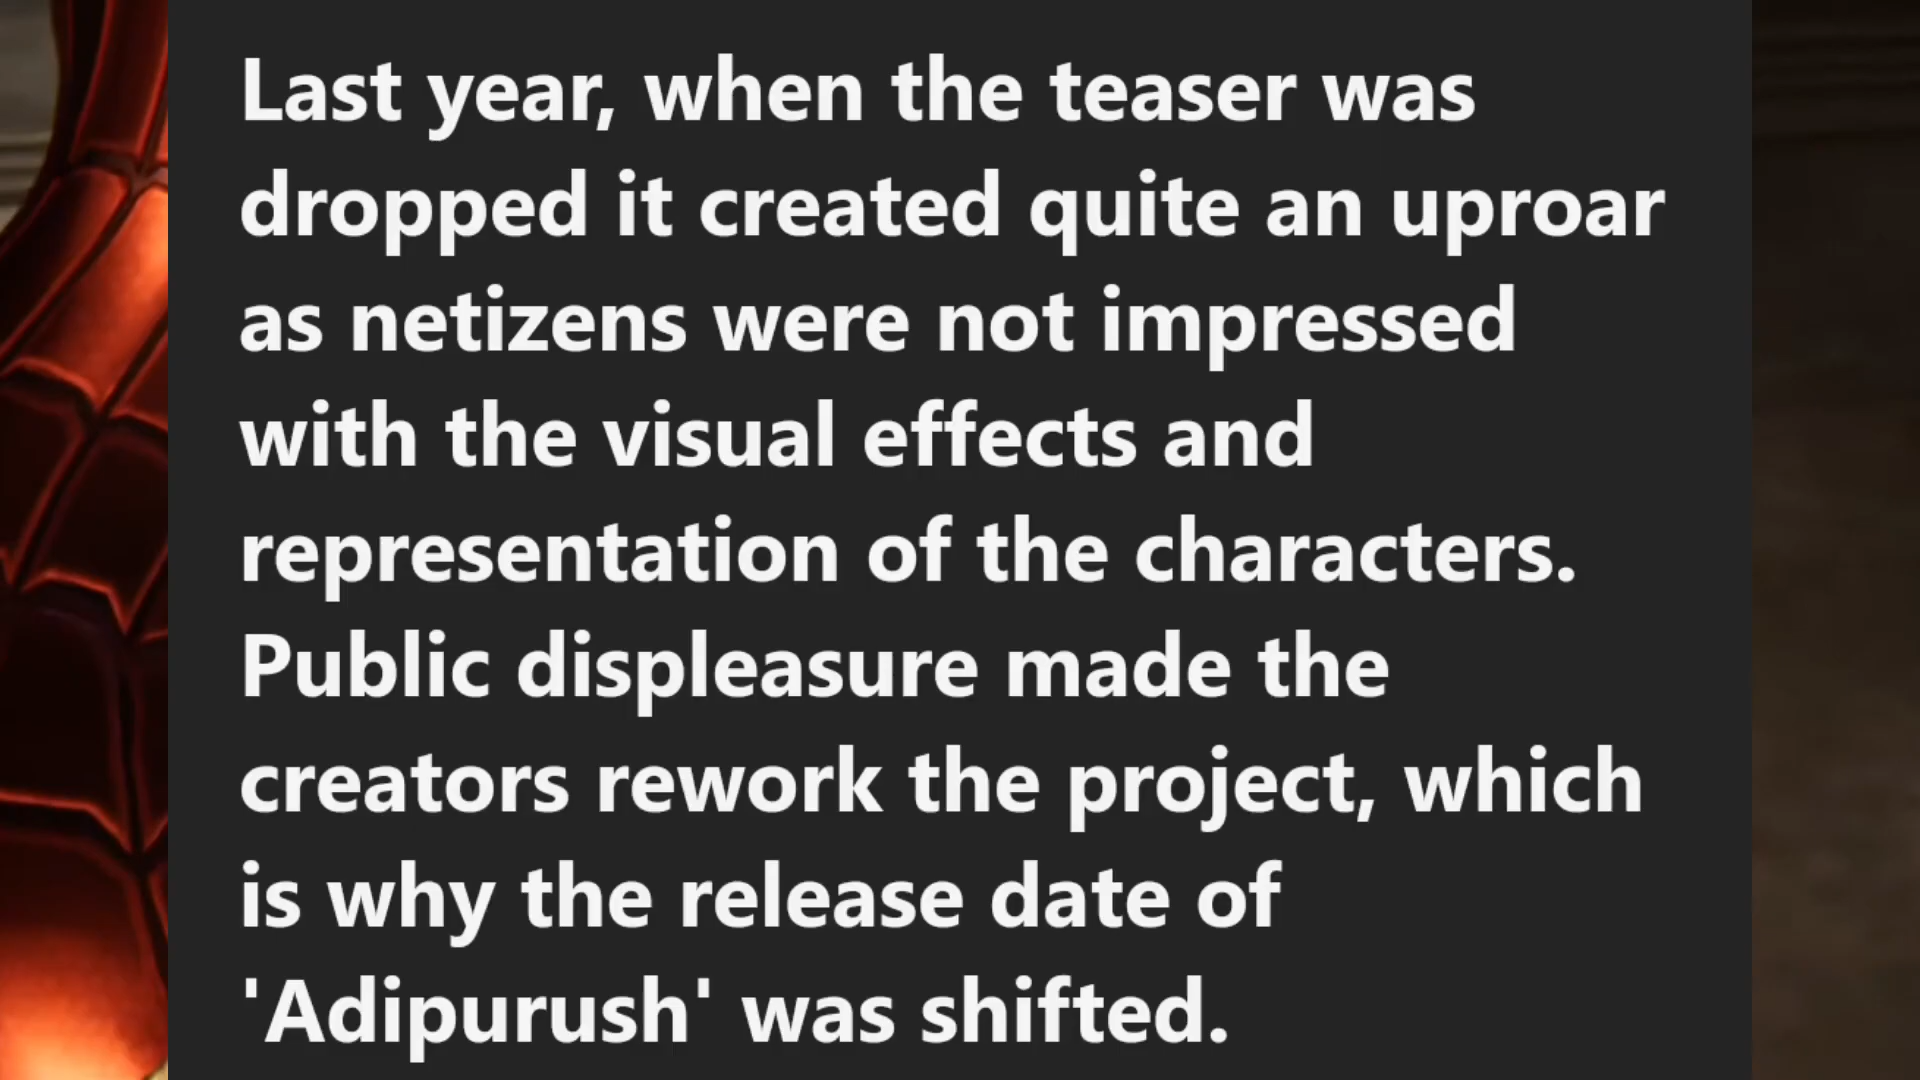 Last year, when the teaser was
dropped it created quite an uproar
as netizens were not impressed
with the visual effects and
representation of the characters.
Public displeasure made the
creators rework the project, which
is why the release date of
'Adipurush' was shifted.